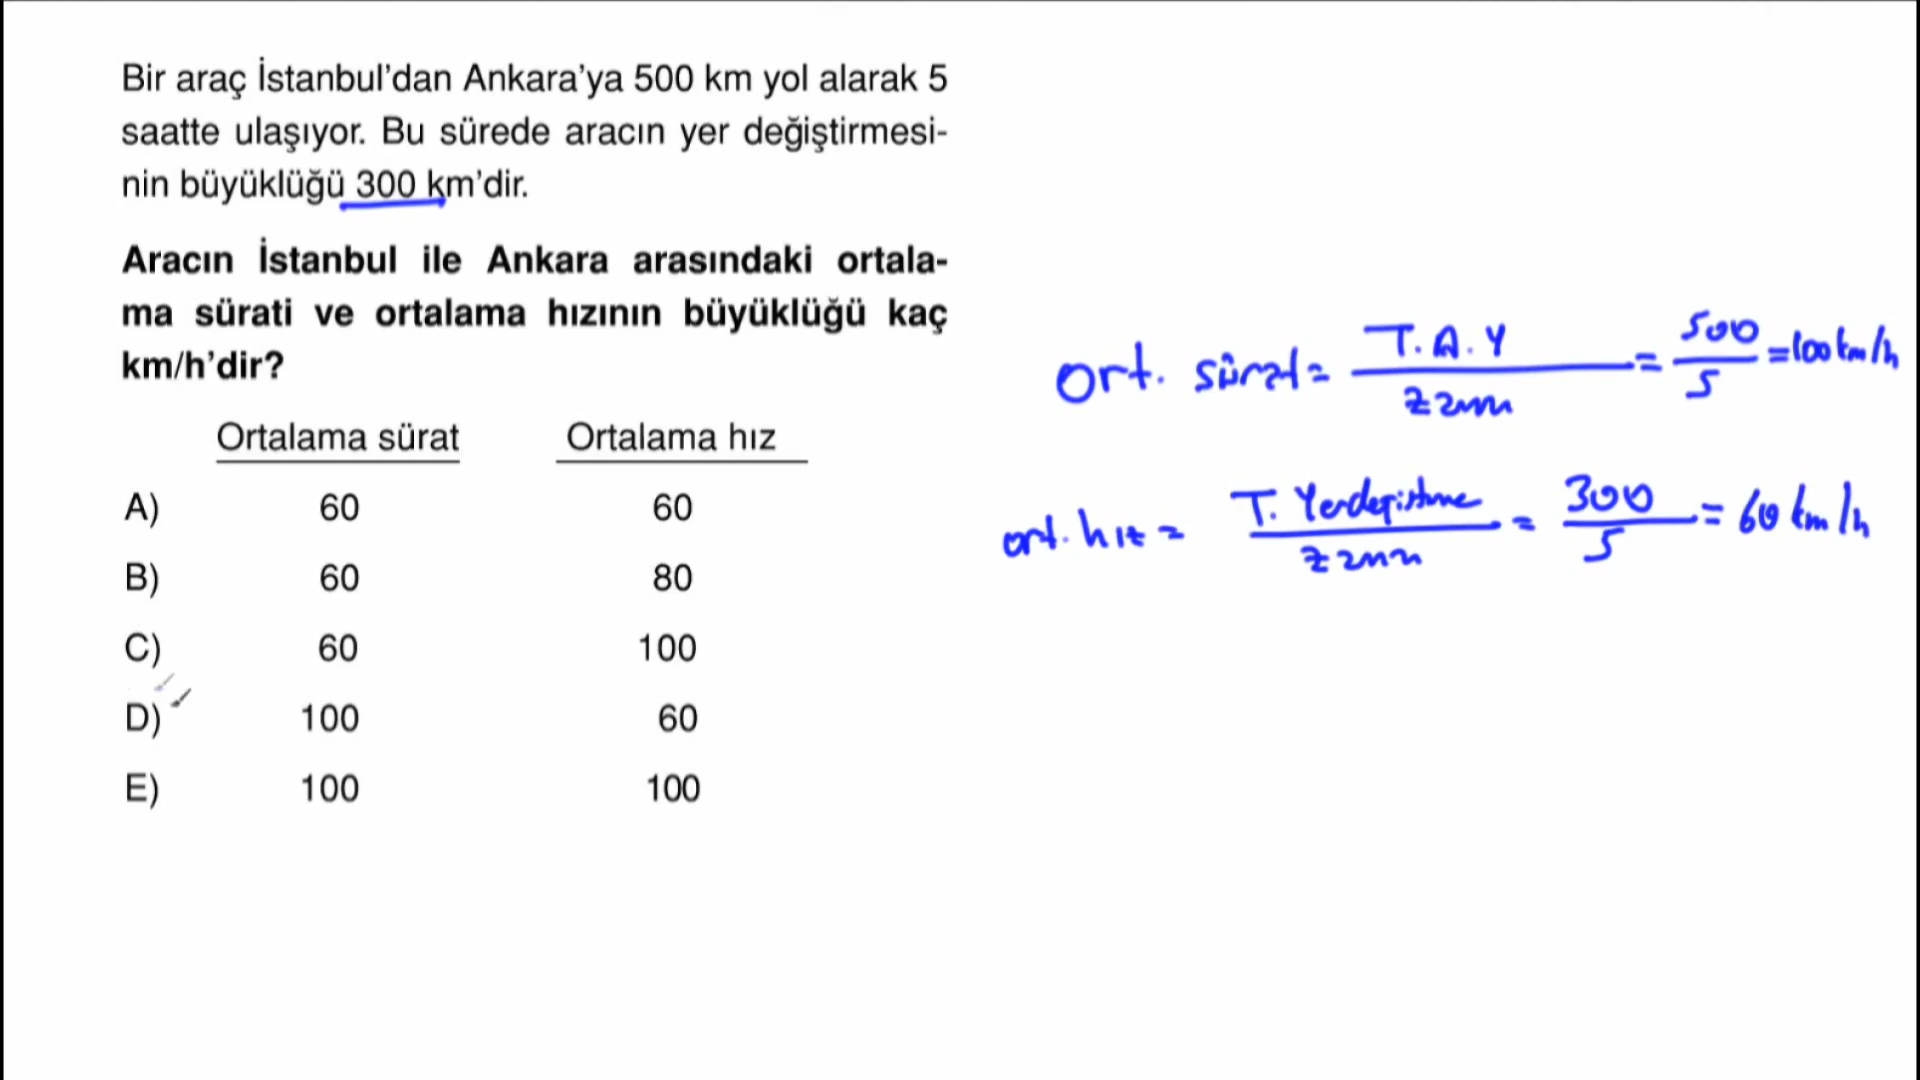 Bir araç İstanbul'dan Ankara'ya 500 km yol alarak 5
saatte ulaşıyor. Bu sürede aracın yer değiştirmesi-
nin büyüklüğü 300 km'dir.
Aracın İstanbul ile Ankara arasındaki ortala-
ma sürati ve ortalama hızının büyüklüğü kaç
km/h'dir?
Ortalama sürat Ortalama hız
A) 60 60
B) 60 80
C) 60 100
D) 100 60
E) 100 100
ort. sürat = T.A.Y / zaman = 500 / 5 = 100 km/h
ort. hız = T. Yerdeğiştirme / zaman = 300 / 5 = 60 km/h